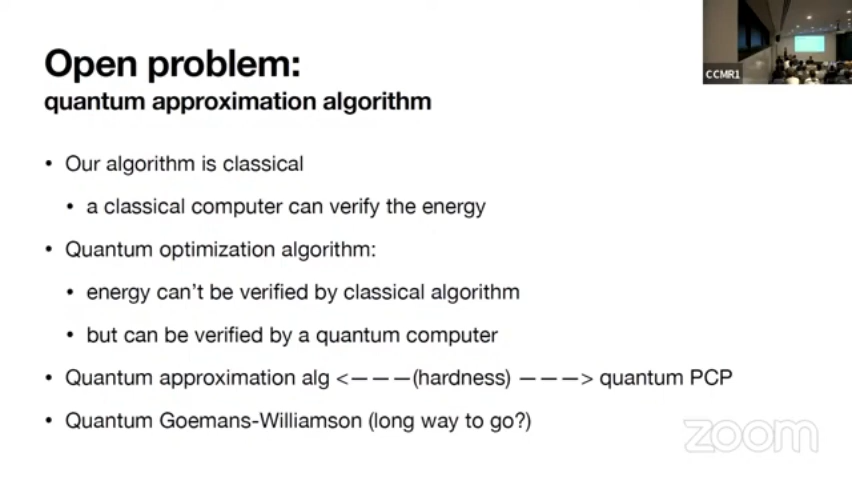 Open problem:
quantum approximation algorithm
• Our algorithm is classical
• a classical computer can verify the energy
• Quantum optimization algorithm:
• energy can't be verified by classical algorithm
• but can be verified by a quantum computer
• Quantum approximation alg <———(hardness) ———> quantum PCP
• Quantum Goemans-Williamson (long way to go?)
CCMR1
zoom